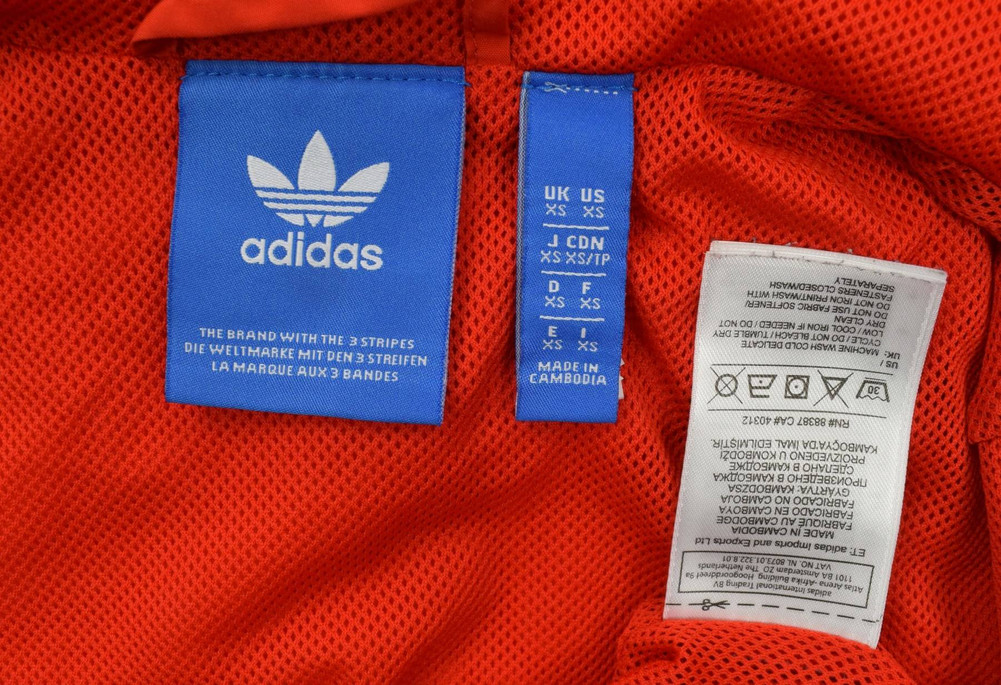 adidas
THE BRAND WITH THE 3 STRIPES
DIE WELTMARKE MIT DEN 3 STREIFEN
LA MARQUE AUX 3 BANDES
UK US
XS XS
J CDN
XS XS/TP
D F
XS XS
E I
XS XS
MADE IN
CAMBODIA
adidas International Trading BV
Atlas Arena -Afrika Building Hoogoorddreef 9a
1101 BA Amsterdam ZO The Netherlands
VAT NO. NL 8073.01.322.B.01
ET: adidas imports and Exports Ltd
MADE IN CAMBODIA
FABRIQUÉ AU CAMBODGE
FABRICADO EN CAMBOYA
FABRICADO NO CAMBOJA
GYÁRTVA: KAMBODZSA
ПРОИЗВЕДЕНО В КАМБОДЖА
СДЕЛАНО В КАМБОДЖЕ
PROIZVEDENO U KOMBODŽI
KAMBOÇYA'DA İMAL EDİLMİŞTİR.
RN# 88387 CA# 40312
30
US /
UK: MACHINE WASH COLD DELICATE
CYCLE / DO NOT BLEACH / TUMBLE DRY
LOW / COOL IRON IF NEEDED / DO NOT
DRY CLEAN
DO NOT USE FABRIC SOFTENER/
DO NOT IRON PRINT/WASH WITH
FASTENERS CLOSED/WASH
SEPARATELY